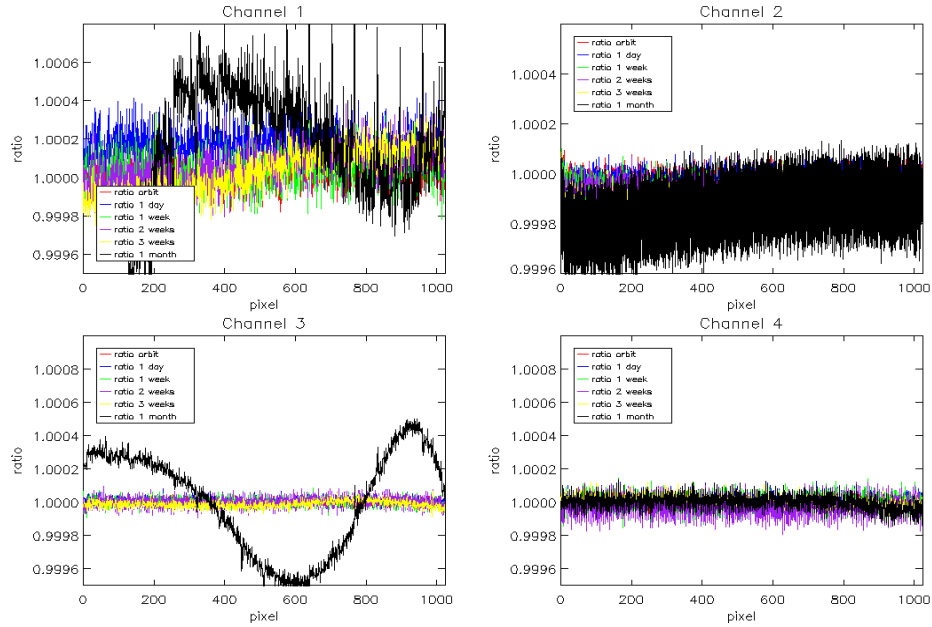 Channel 1
ratio
1.0006
1.0004
1.0002
1.0000
0.9998
0.9996
ratio orbit
ratio 1 day
ratio 1 week
ratio 2 weeks
ratio 3 weeks
ratio 1 month
0 200 400 600 800 1000
pixel
Channel 2
ratio
1.0004
1.0002
1.0000
0.9998
0.9996
ratio orbit
ratio 1 day
ratio 1 week
ratio 2 weeks
ratio 3 weeks
ratio 1 month
0 200 400 600 800 1000
pixel
Channel 3
ratio
1.0008
1.0006
1.0004
1.0002
1.0000
0.9998
0.9996
ratio orbit
ratio 1 day
ratio 1 week
ratio 2 weeks
ratio 3 weeks
ratio 1 month
0 200 400 600 800 1000
pixel
Channel 4
ratio
1.0008
1.0006
1.0004
1.0002
1.0000
0.9998
0.9996
ratio orbit
ratio 1 day
ratio 1 week
ratio 2 weeks
ratio 3 weeks
ratio 1 month
0 200 400 600 800 1000
pixel